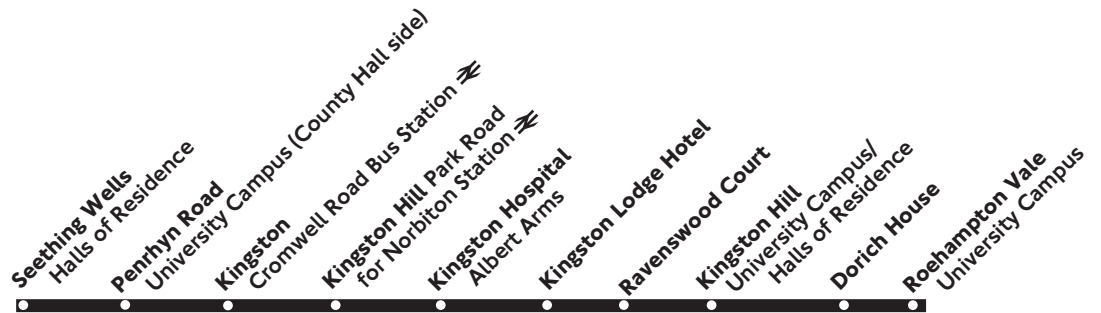 Seething Wells
Halls of Residence
Penrhyn Road
University Campus (County Hall side)
Kingston
Cromwell Road Bus Station
Kingston Hill Park Road
for Norbiton Station
Kingston Hospital
Albert Arms
Kingston Lodge Hotel
Ravenswood Court
Kingston Hill
University Campus/
Halls of Residence
Dorich House
Roehampton Vale
University Campus